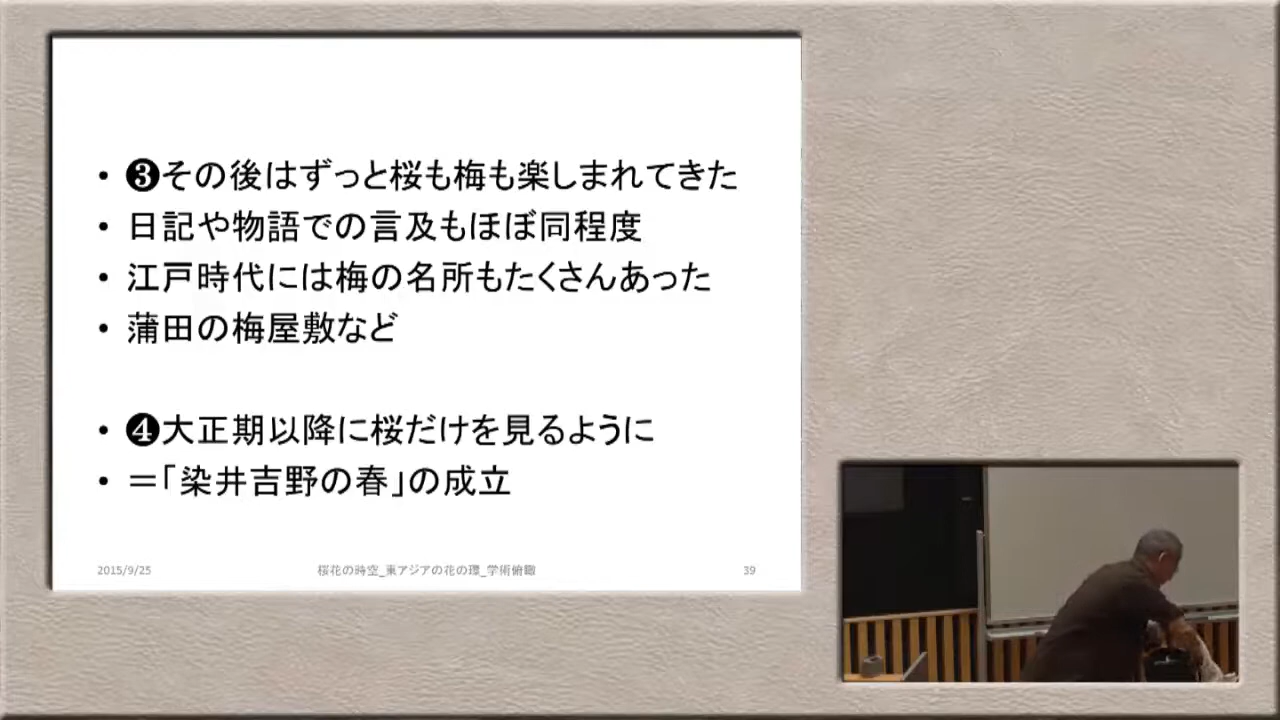 • ❸その後はずっと桜も梅も楽しまれてきた
• 日記や物語での言及もほぼ同程度
• 江戸時代には梅の名所もたくさんあった
• 蒲田の梅屋敷など
• ❹大正期以降に桜だけを見るように
• ＝「染井吉野の春」の成立
2015/9/25 桜花の時空_東アジアの花の環_学術俯瞰 39